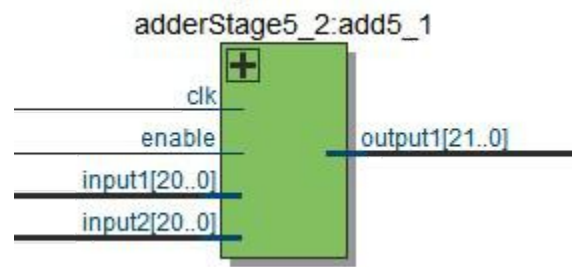 adderStage5_2:add5_1
clk
enable
output1[21..0]
input1[20..0]
input2[20..0]